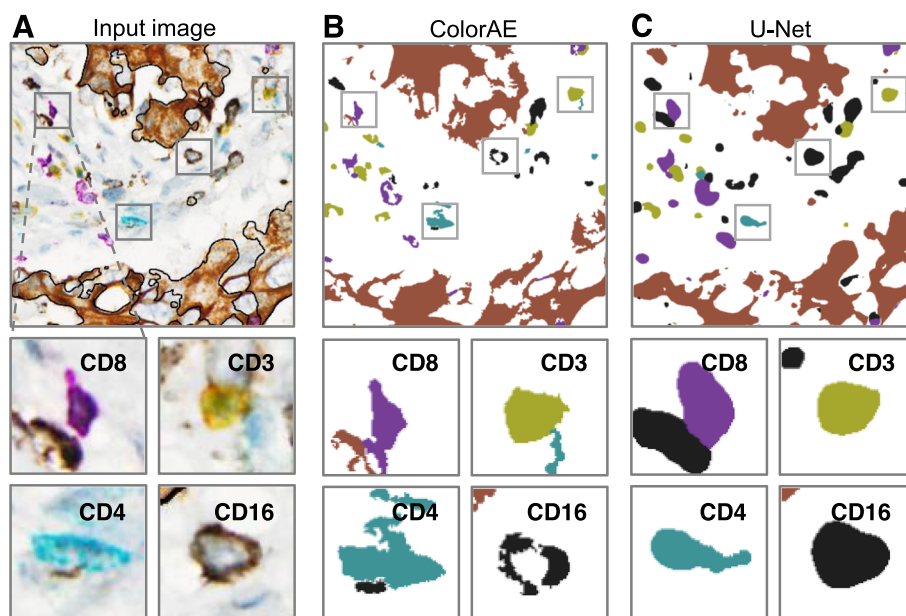 A Input image B ColorAE C U-Net
CD8 CD3 CD8 CD3 CD8 CD3
CD4 CD16 CD4 CD16 CD4 CD16